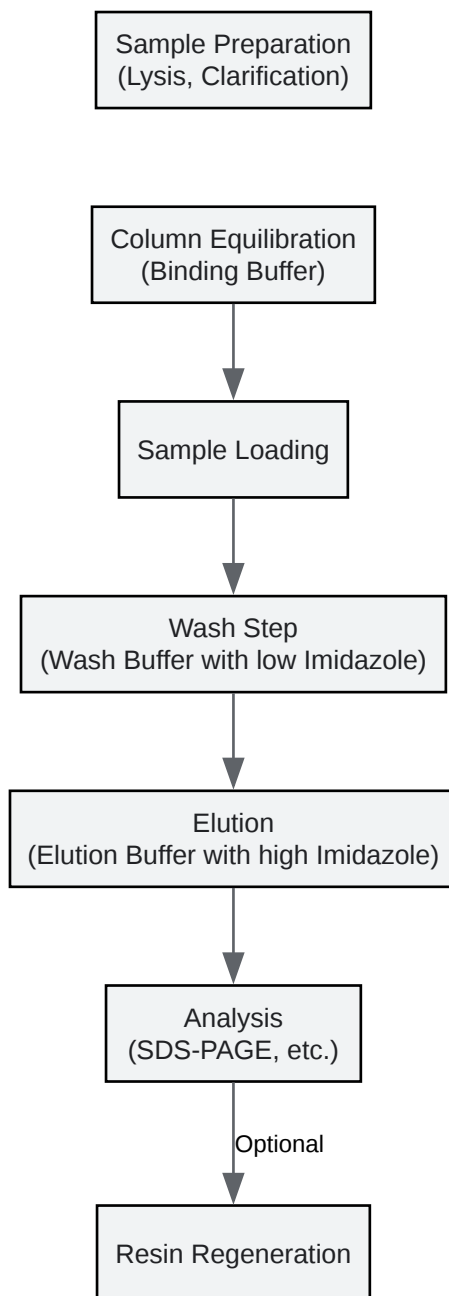 Sample Preparation
(Lysis, Clarification)
Column Equilibration
(Binding Buffer)
Sample Loading
Wash Step
(Wash Buffer with low Imidazole)
Elution
(Elution Buffer with high Imidazole)
Analysis
(SDS-PAGE, etc.)
Optional
Resin Regeneration